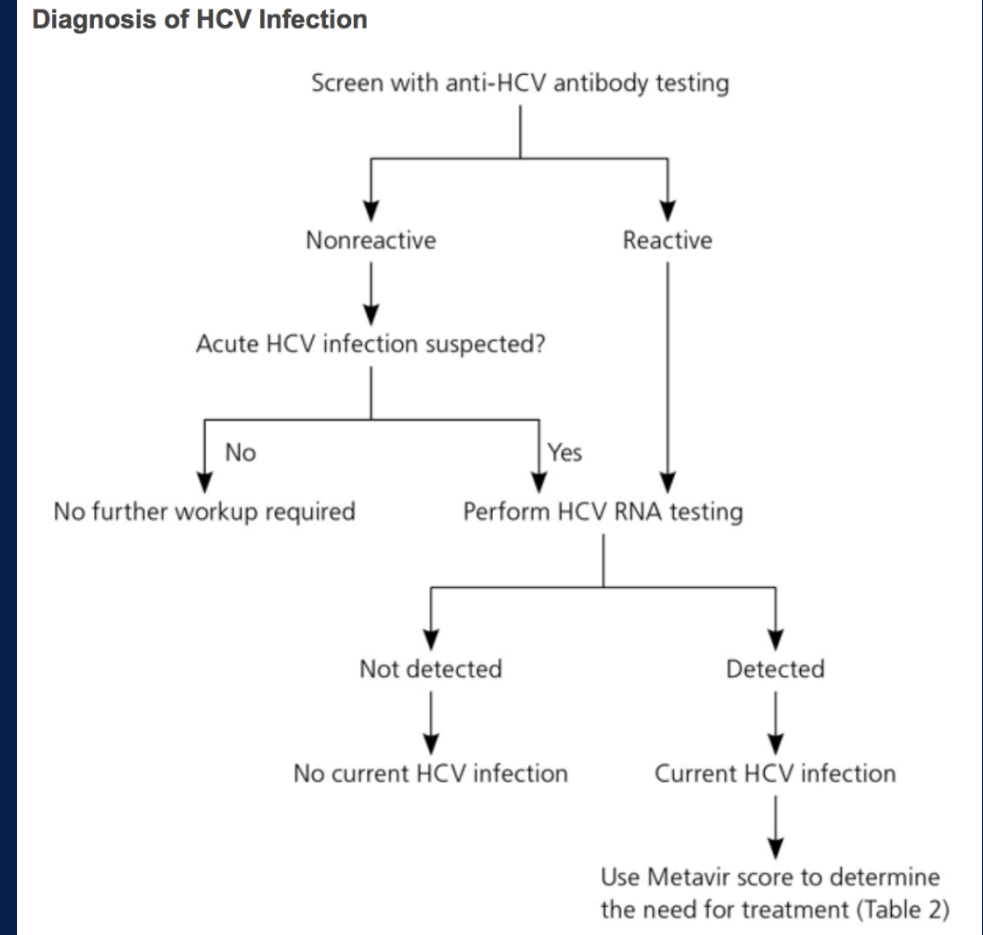 Diagnosis of HCV Infection
Screen with anti-HCV antibody testing
Nonreactive
Reactive
Acute HCV infection suspected?
No
Yes
No further workup required
Perform HCV RNA testing
Not detected
Detected
No current HCV infection
Current HCV infection
Use Metavir score to determine
the need for treatment (Table 2)